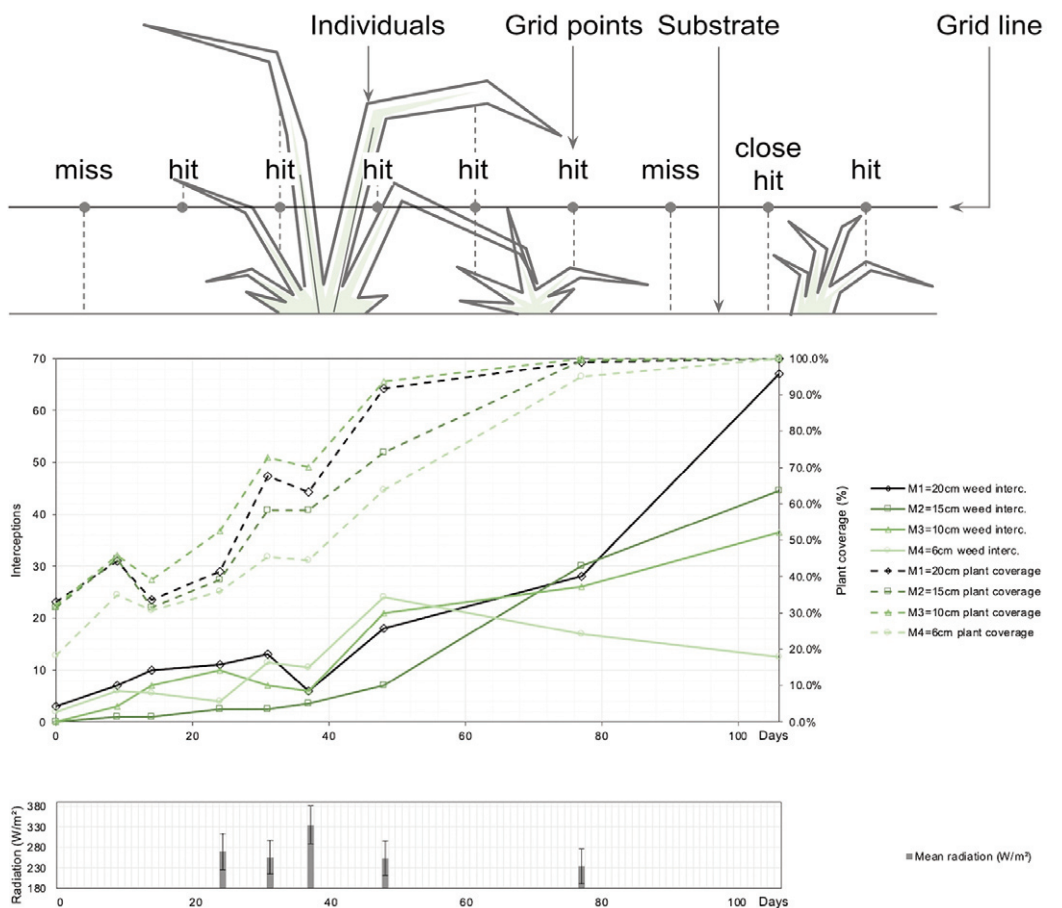 Individuals Grid points Substrate Grid line
miss hit hit hit hit hit miss close hit hit
70 100.0%
60 90.0%
80.0%
50 70.0%
40 60.0%
50.0%
30 40.0%
20 30.0%
20.0%
10 10.0%
0 0.0%
0 20 40 60 80 100 Days
Interceptions
Plant coverage (%)
M1=20cm weed interc.
M2=15cm weed interc.
M3=10cm weed interc.
M4=6cm weed interc.
M1=20cm plant coverage
M2=15cm plant coverage
M3=10cm plant coverage
M4=6cm plant coverage
Radiation (W/m²)
380
330
280
230
180
0 20 40 60 80 100 Days
Mean radiation (W/m²)